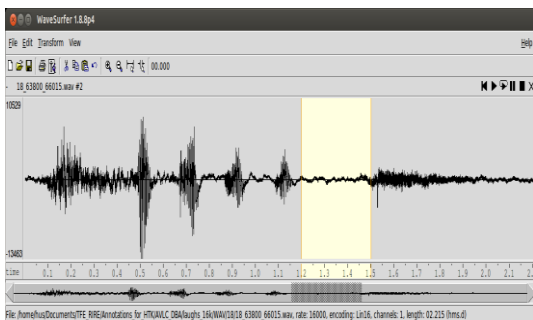 WaveSurfer 1.8.8p4
File Edit Transform View Help
00.000
- 18_63800_66015.wav #2 X
10529
-13463
time 0.1 0.2 0.3 0.4 0.5 0.6 0.7 0.8 0.9 1.0 1.1 1.2 1.3 1.4 1.5 1.6 1.7 1.8 1.9 2.0 2.1
File: /home/hus/Documents/TFE RIRE/Annotations for HTK/AVLC_DBA/laughs 16k/WAV/18/18_63800_66015.wav, rate: 16000, encoding: Lin16, channels: 1, length: 02.215 (hms.d)